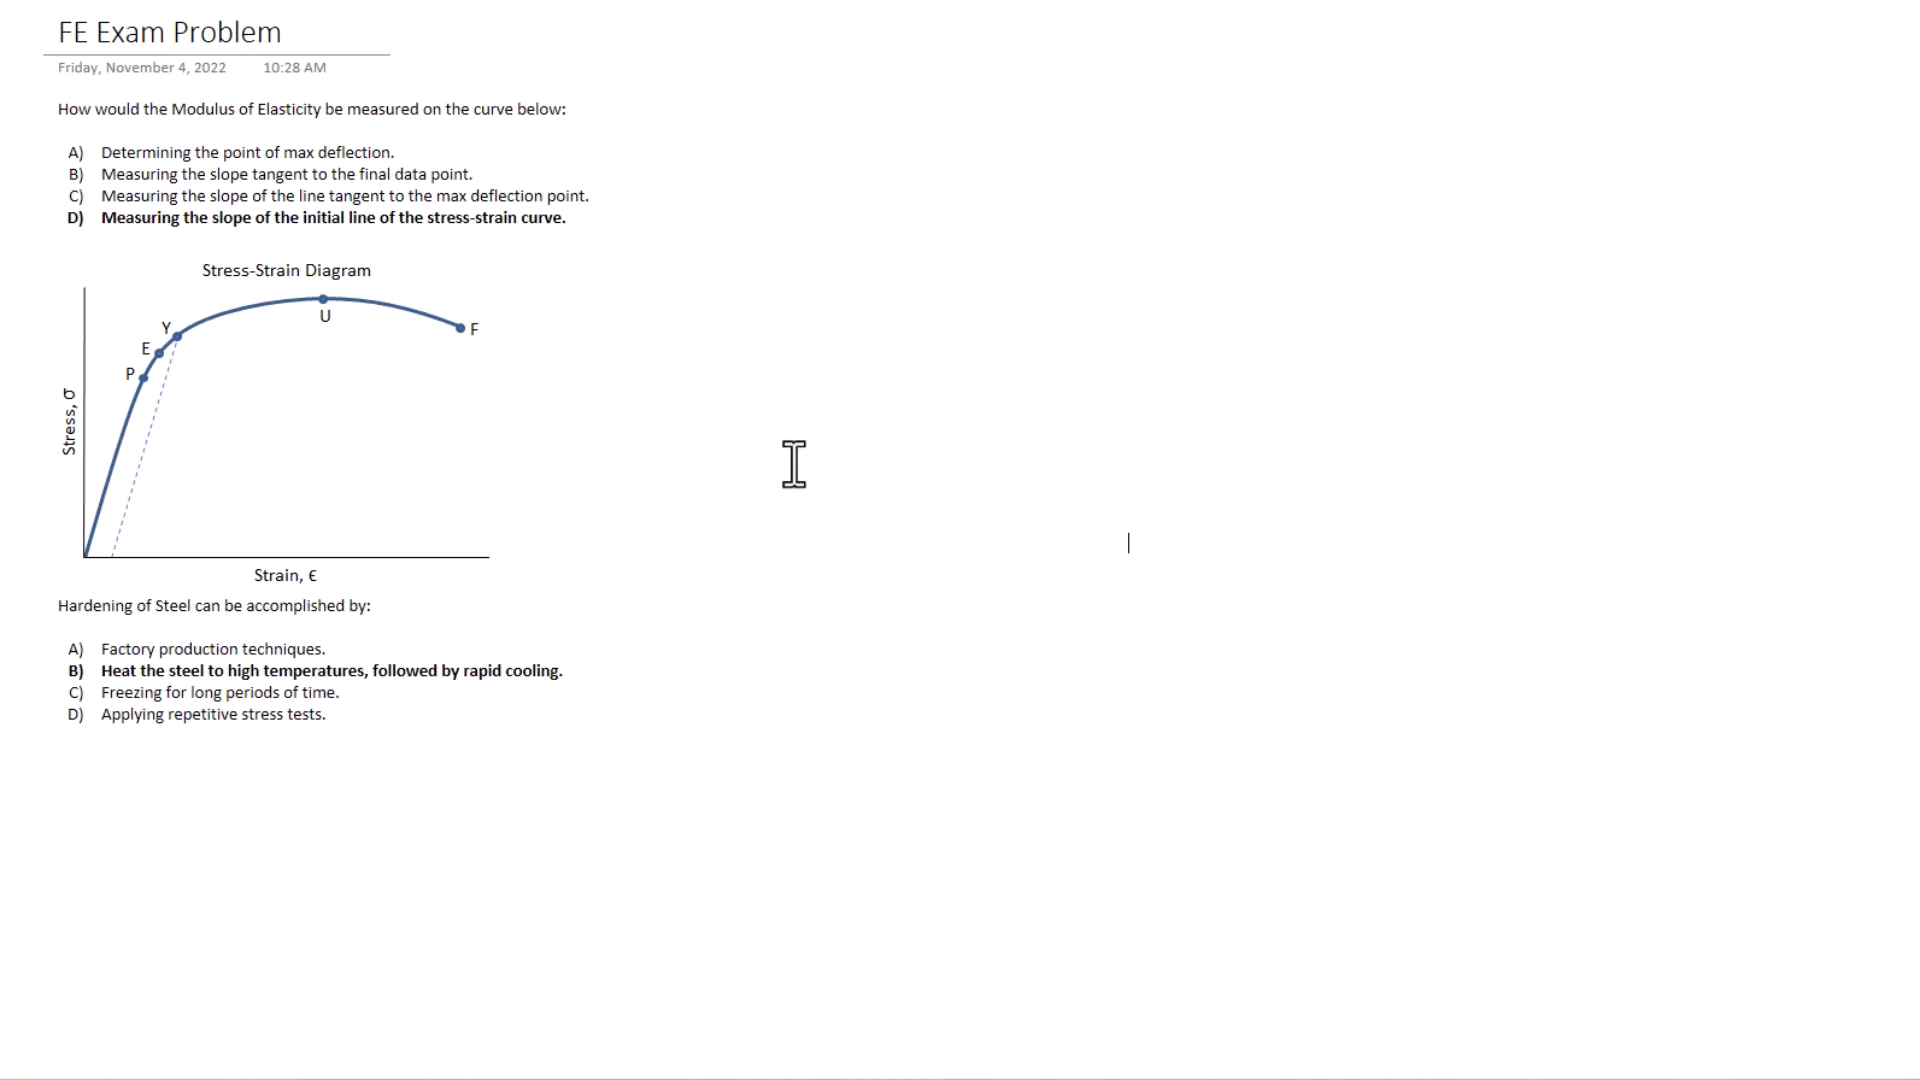 FE Exam Problem
Friday, November 4, 2022 10:28 AM
How would the Modulus of Elasticity be measured on the curve below:
A) Determining the point of max deflection.
B) Measuring the slope tangent to the final data point.
C) Measuring the slope of the line tangent to the max deflection point.
D) Measuring the slope of the initial line of the stress-strain curve.
Stress-Strain Diagram
U
Y
F
E
P
Stress, σ
Strain, ϵ
Hardening of Steel can be accomplished by:
A) Factory production techniques.
B) Heat the steel to high temperatures, followed by rapid cooling.
C) Freezing for long periods of time.
D) Applying repetitive stress tests.